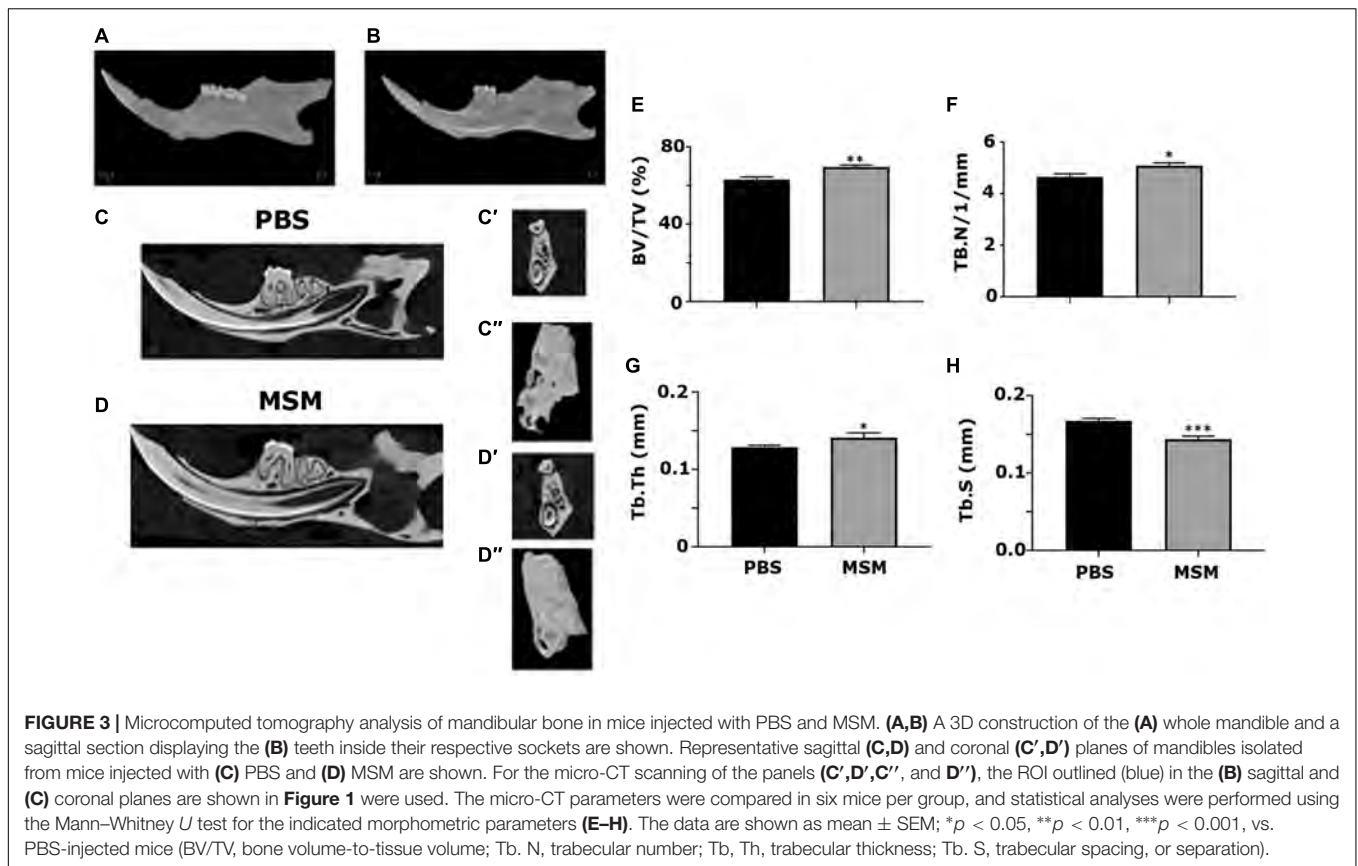 A
B
E
F
80
60
40
20
0
BV/TV (%)
**
6
4
2
0
TB.N/1/mm
*
C
PBS
C′
C″
D
MSM
D′
D″
G
H
0.2
0.1
0
Tb.Th (mm)
*
PBS MSM
0.2
0.1
0.0
Tb.S (mm)
***
PBS MSM
FIGURE 3 | Microcomputed tomography analysis of mandibular bone in mice injected with PBS and MSM. (A,B) A 3D construction of the (A) whole mandible and a
sagittal section displaying the (B) teeth inside their respective sockets are shown. Representative sagittal (C,D) and coronal (C′,D′) planes of mandibles isolated
from mice injected with (C) PBS and (D) MSM are shown. For the micro-CT scanning of the panels (C′,D′,C″, and D″), the ROI outlined (blue) in the (B) sagittal and
(C) coronal planes are shown in Figure 1 were used. The micro-CT parameters were compared in six mice per group, and statistical analyses were performed using
the Mann–Whitney U test for the indicated morphometric parameters (E–H). The data are shown as mean ± SEM; *p < 0.05, **p < 0.01, ***p < 0.001, vs.
PBS-injected mice (BV/TV, bone volume-to-tissue volume; Tb. N, trabecular number; Tb, Th, trabecular thickness; Tb. S, trabecular spacing, or separation).